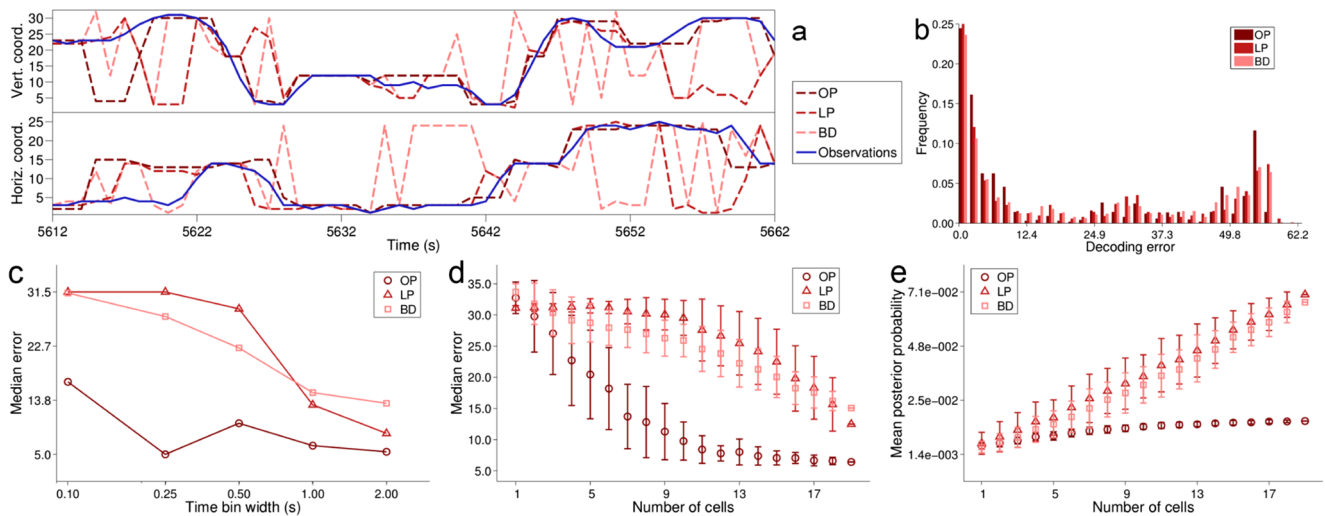 a
Vert. coord.
30
25
20
15
10
5
Horiz. coord.
25
20
15
10
5
5612
5622
5632
5642
5652
5662
Time (s)
OP
LP
BD
Observations
b
Frequency
0.25
0.20
0.15
0.10
0.05
0.00
0.0
12.4
24.9
37.3
49.8
62.2
Decoding error
OP
LP
BD
c
Median error
31.5
22.7
13.8
5.0
0.10
0.25
0.50
1.00
2.00
Time bin width (s)
OP
LP
BD
d
Median error
35.0
30.0
25.0
20.0
15.0
10.0
5.0
1
5
9
13
17
Number of cells
OP
LP
BD
e
Mean posterior probability
7.1e-002
4.8e-002
2.5e-002
1.4e-003
1
5
9
13
17
Number of cells
OP
LP
BD